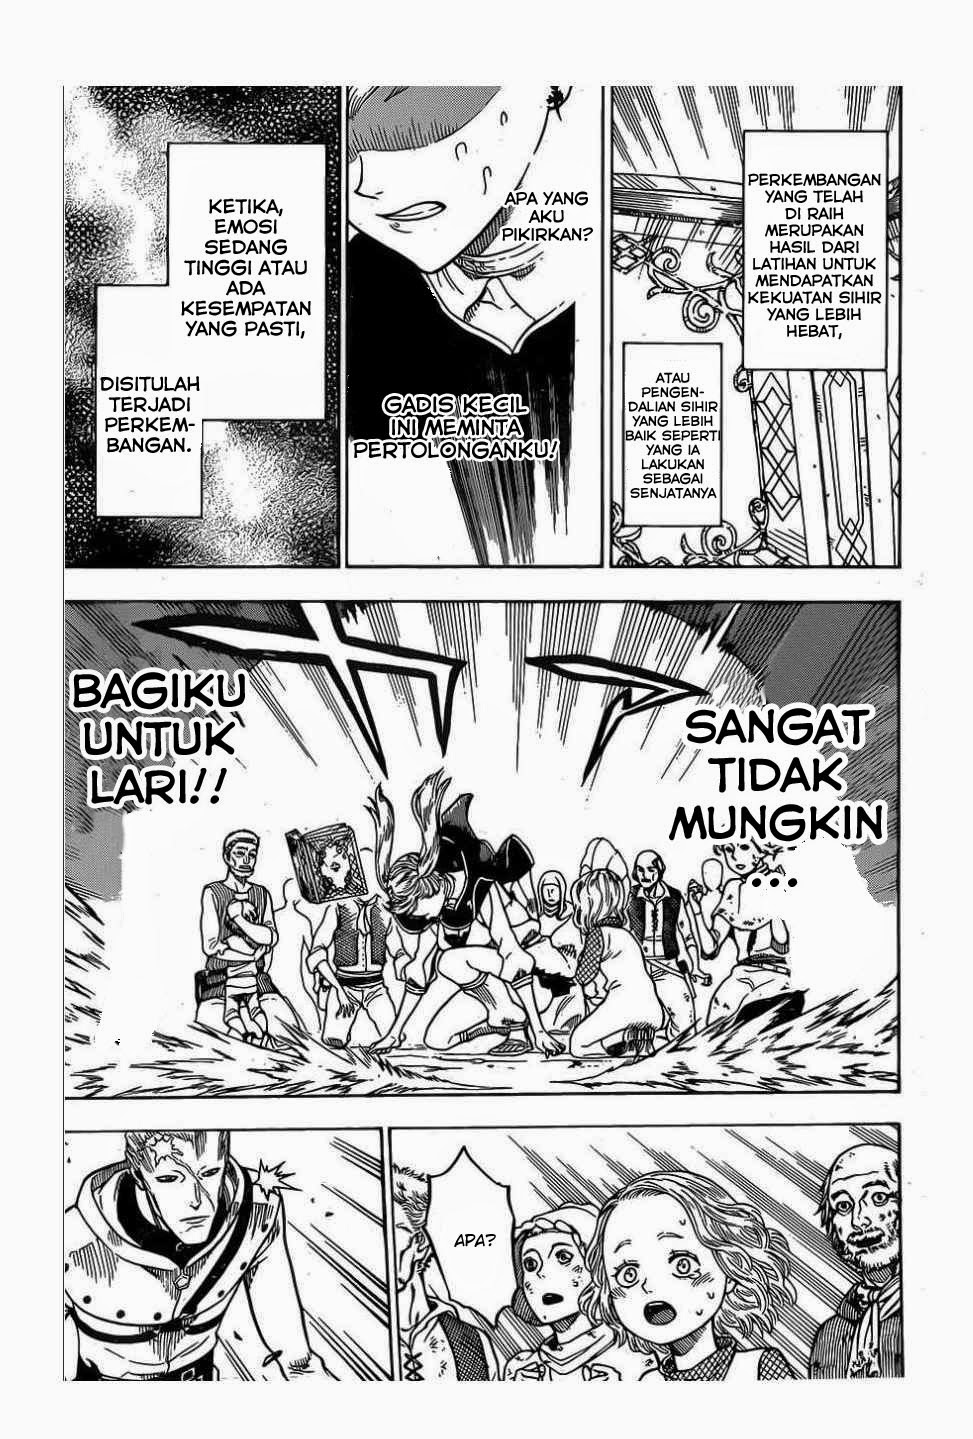 PERKEMBANGAN
YANG TELAH
DI RAIH
MERUPAKAN
HASIL DARI
LATIHAN UNTUK
MENDAPATKAN
KEKUATAN SIHIR
YANG LEBIH
HEBAT,
ATAU
PENGEN-
DALIAN SIHIR
YANG LEBIH
BAIK SEPERTI
YANG IA
LAKUKAN
SEBAGAI
SENJATANYA
APA YANG
AKU
PIKIRKAN?
GADIS KECIL
INI MEMINTA
PERTOLONGANKU!
KETIKA,
EMOSI
SEDANG
TINGGI ATAU
ADA
KESEMPATAN
YANG PASTI,
DISITULAH
TERJADI
PERKEM-
BANGAN.
SANGAT
TIDAK
MUNGKIN
...
BAGIKU
UNTUK
LARI!!
APA?